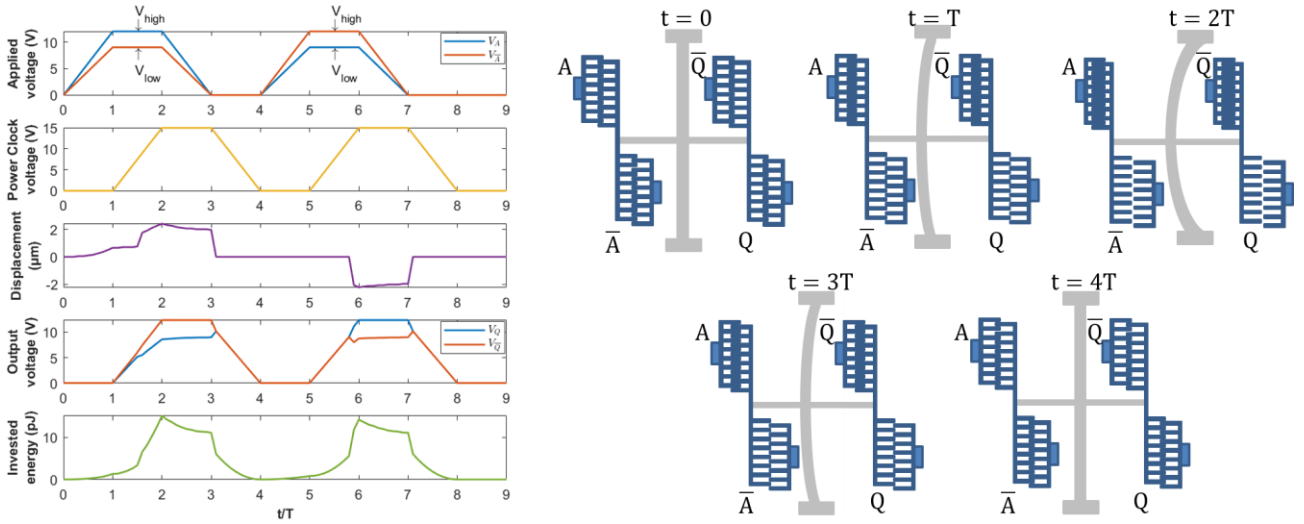 V_high
V_high
V_low
V_low
V_A
V_A̅
Applied
voltage (V)
10
5
0
0 1 2 3 4 5 6 7 8 9
Power Clock
voltage (V)
15
10
5
0
0 1 2 3 4 5 6 7 8 9
Displacement
(µm)
2
0
-2
0 1 2 3 4 5 6 7 8 9
Output
voltage (V)
10
5
0
V_Q
V_Q̅
0 1 2 3 4 5 6 7 8 9
Invested
energy (pJ)
10
0
0 1 2 3 4 5 6 7 8 9
t/T
t = 0
A
Q̅
A̅
Q
t = T
A
Q̅
A̅
Q
t = 2T
A
Q̅
A̅
Q
t = 3T
A
Q̅
A̅
Q
t = 4T
A
Q̅
A̅
Q